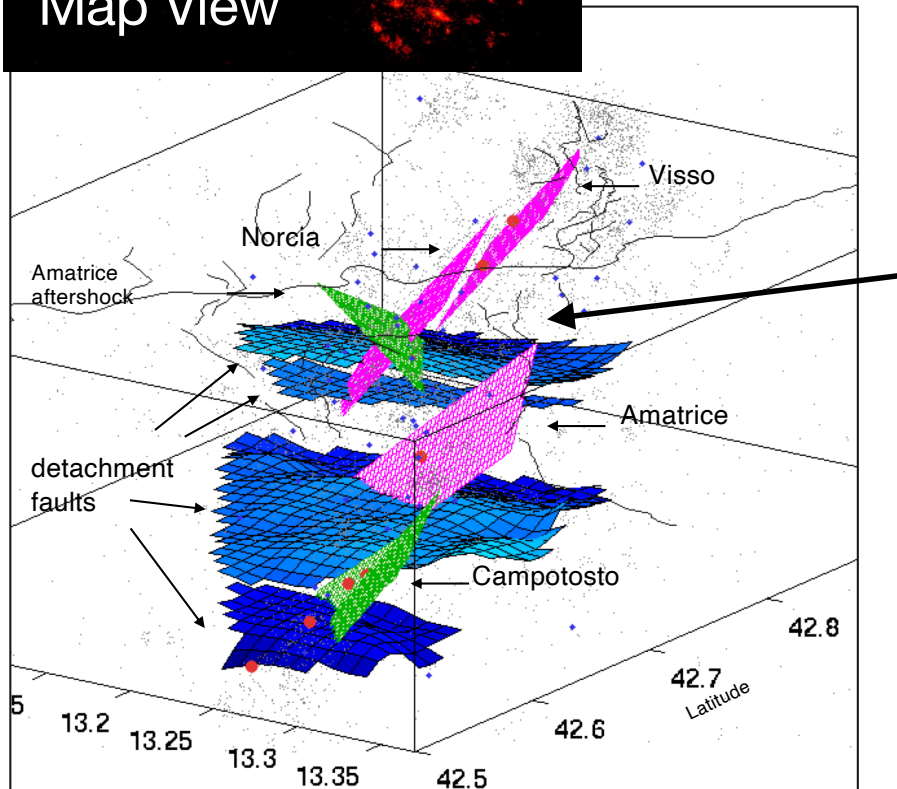 Map View
Visso
Norcia
Amatrice
aftershock
Amatrice
detachment
faults
Campotosto
5
13.2
13.25
13.3
13.35
42.5
42.6
42.7
42.8
Latitude